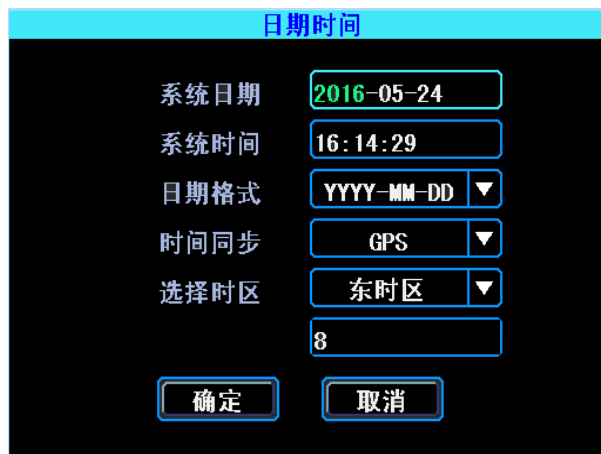 日期时间
系统日期 2016-05-24
系统时间 16:14:29
日期格式 YYYY-MM-DD
时间同步 GPS
选择时区 东时区
8
确定 取消